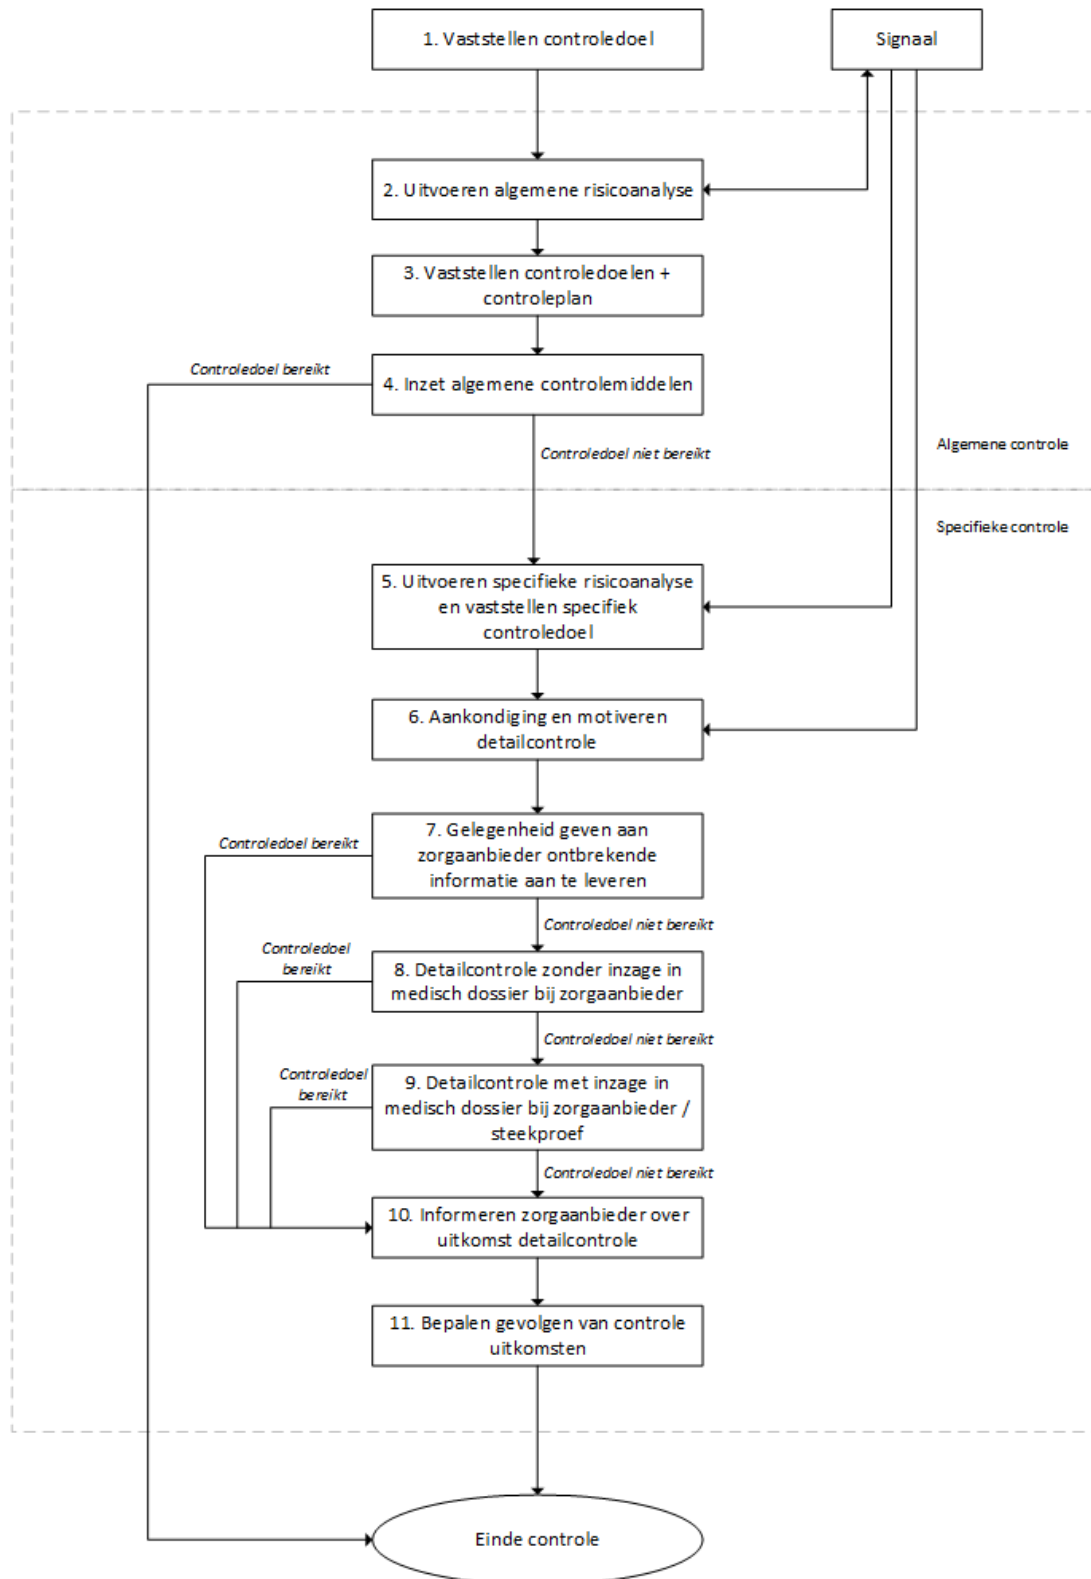 1. Vaststellen controledoel
Signaal
2. Uitvoeren algemene risicoanalyse
3. Vaststellen controledoelen +
controleplan
Controledoel bereikt
4. Inzet algemene controlemiddelen
Controledoel niet bereikt
Algemene controle
Specifieke controle
5. Uitvoeren specifieke risicoanalyse
en vaststellen specifiek
controledoel
6. Aankondiging en motiveren
detailcontrole
Controledoel bereikt
7. Gelegenheid geven aan
zorgaanbieder ontbrekende
informatie aan te leveren
Controledoel niet bereikt
Controledoel
bereikt
8. Detailcontrole zonder inzage in
medisch dossier bij zorgaanbieder
Controledoel niet bereikt
Controledoel
bereikt
9. Detailcontrole met inzage in
medisch dossier bij zorgaanbieder /
steekproef
Controledoel niet bereikt
10. Informeren zorgaanbieder over
uitkomst detailcontrole
11. Bepalen gevolgen van controle
uitkomsten
Einde controle